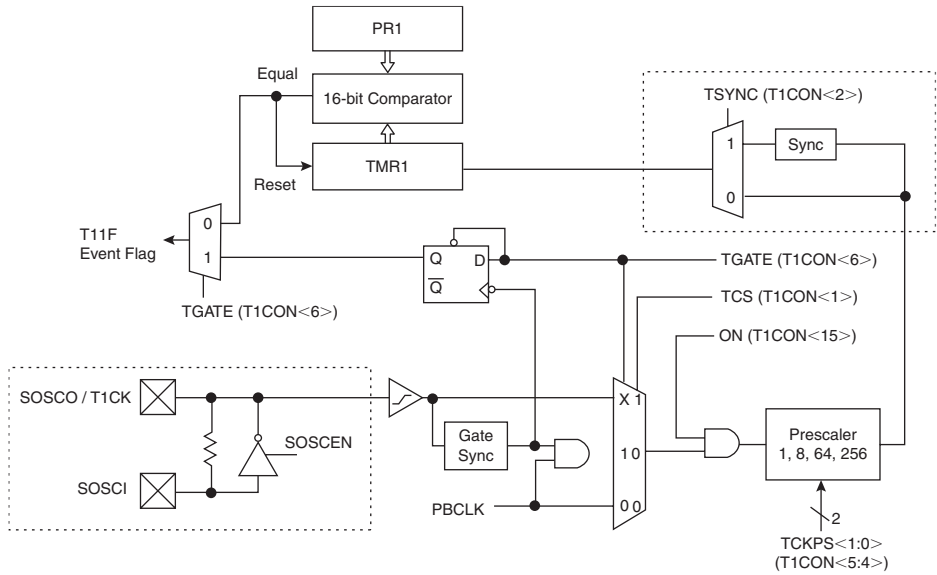 PR1
Equal
16-bit Comparator
TSYNC (T1CON<2>)
1
Sync
TMR1
Reset
0
0
T11F
Event Flag
1
Q
D
Q
TGATE (T1CON<6>)
TGATE (T1CON<6>)
TCS (T1CON<1>)
ON (T1CON<15>)
SOSCO / T1CK
X 1
SOSCEN
Gate
Sync
1 0
Prescaler
1, 8, 64, 256
SOSCI
PBCLK
0 0
2
TCKPS<1:0>
(T1CON<5:4>)